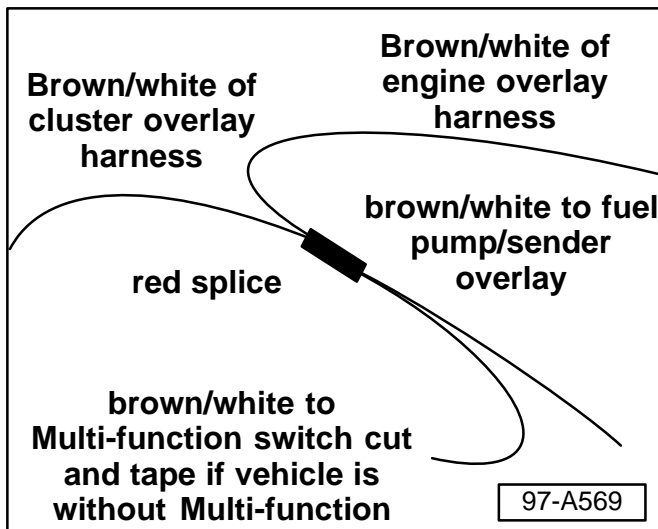 Brown/white of
cluster overlay
harness
Brown/white of
engine overlay
harness
brown/white to fuel
pump/sender
overlay
red splice
brown/white to
Multi-function switch cut
and tape if vehicle is
without Multi-function
97-A569